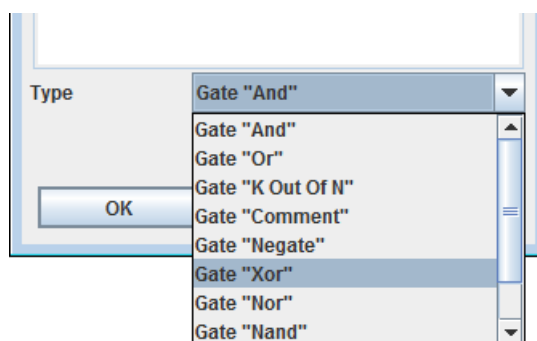 Type Gate "And"
Gate "And"
Gate "Or"
Gate "K Out Of N"
OK
Gate "Comment"
Gate "Negate"
Gate "Xor"
Gate "Nor"
Gate "Nand"